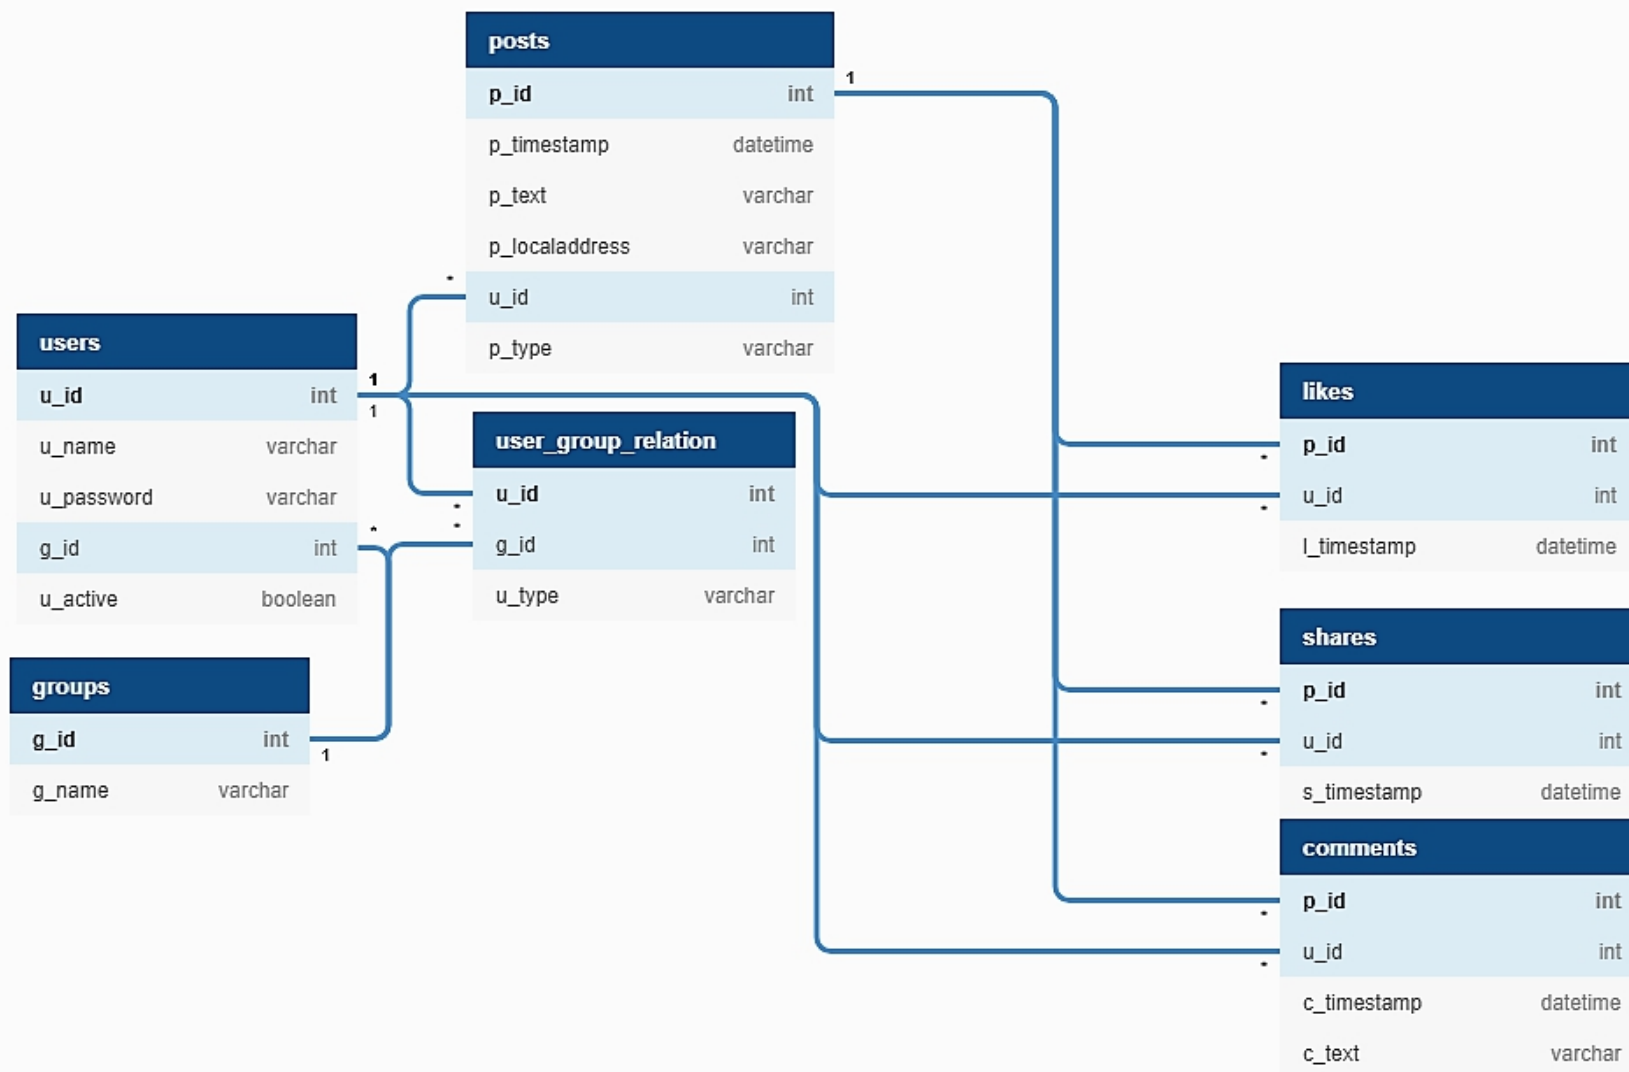 posts
p_id int
p_timestamp datetime
p_text varchar
p_localaddress varchar
u_id int
p_type varchar
1
*
users
u_id int
u_name varchar
u_password varchar
g_id int
u_active boolean
1
1
*
user_group_relation
u_id int
g_id int
u_type varchar
*
*
groups
g_id int
g_name varchar
1
likes
p_id int
u_id int
l_timestamp datetime
*
*
shares
p_id int
u_id int
s_timestamp datetime
*
*
comments
p_id int
u_id int
c_timestamp datetime
c_text varchar
*
*